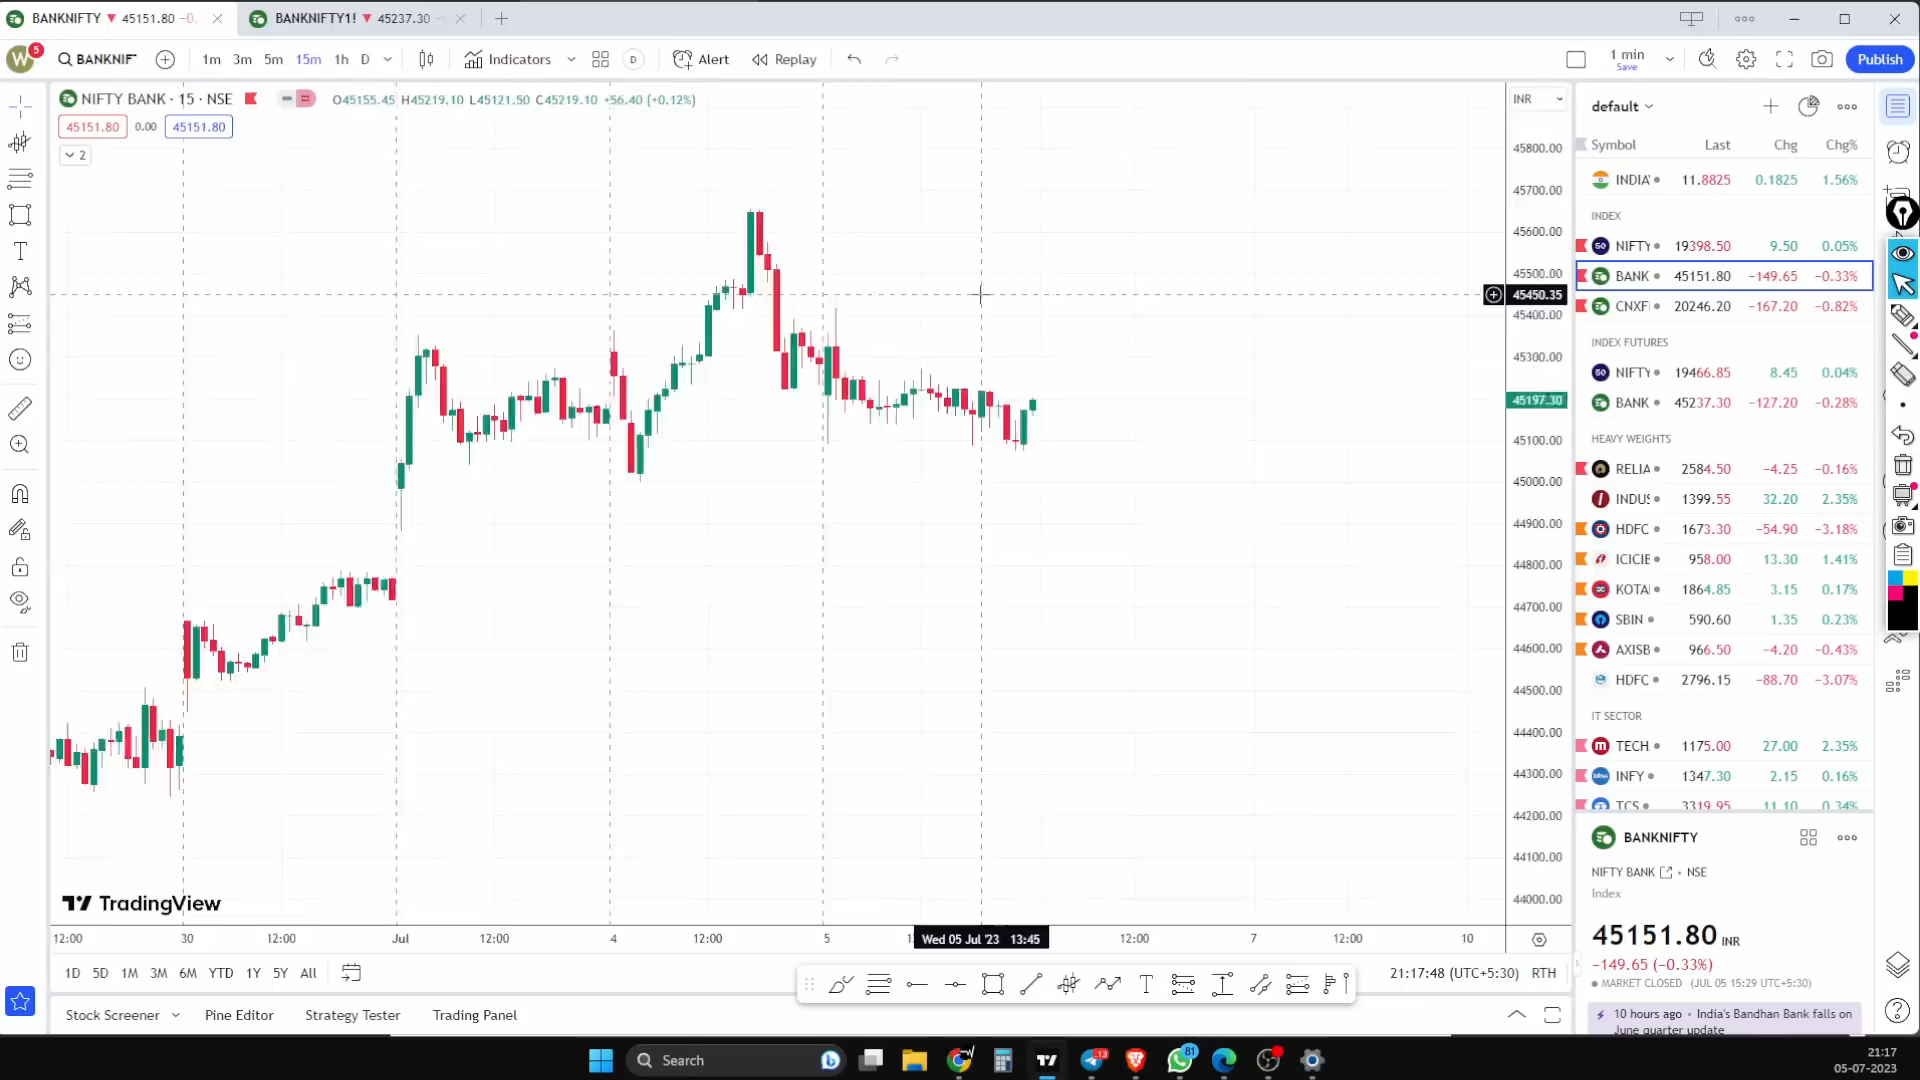 BANKNIFTY ▼ 45151.80 −0.
BANKNIFTY1! ▼ 45237.30 −
W 5
BANKNIF
1m 3m 5m 15m 1h D
Indicators
D
Alert
Replay
1 min
Save
Publish
NIFTY BANK · 15 · NSE
O45155.45 H45219.10 L45121.50 C45219.10 +56.40 (+0.12%)
45151.80 0.00 45151.80
2
INR
45800.00
45700.00
45600.00
45500.00
45450.35
45400.00
45300.00
45197.30
45100.00
45000.00
44900.00
44800.00
44700.00
44600.00
44500.00
44400.00
44300.00
44200.00
44100.00
44000.00
TradingView
12:00 30 12:00 Jul 12:00 4 12:00 5 Wed 05 Jul '23 13:45 12:00 7 12:00 10
1D 5D 1M 3M 6M YTD 1Y 5Y All
21:17:48 (UTC+5:30) RTH
Stock Screener
Pine Editor
Strategy Tester
Trading Panel
default
Symbol Last Chg Chg%
INDIA 11.8825 0.1825 1.56%
INDEX
NIFTY 19398.50 9.50 0.05%
BANK 45151.80 −149.65 −0.33%
CNXFI 20246.20 −167.20 −0.82%
INDEX FUTURES
NIFTY 19466.85 8.45 0.04%
BANK 45237.30 −127.20 −0.28%
HEAVY WEIGHTS
RELIA 2584.50 −4.25 −0.16%
INDUS 1399.55 32.20 2.35%
HDFC 1673.30 −54.90 −3.18%
ICICIE 958.00 13.30 1.41%
KOTA 1864.85 3.15 0.17%
SBIN 590.60 1.35 0.23%
AXISB 966.50 −4.20 −0.43%
HDFC 2796.15 −88.70 −3.07%
IT SECTOR
TECH 1175.00 27.00 2.35%
INFY 1347.30 2.15 0.16%
TCS 3319.95 11.10 0.34%
BANKNIFTY
NIFTY BANK · NSE
Index
45151.80 INR
−149.65 (−0.33%)
MARKET CLOSED (JUL 05 15:29 UTC+5:30)
10 hours ago · India's Bandhan Bank falls on
June quarter update
Search
13
81
21:17
05-07-2023